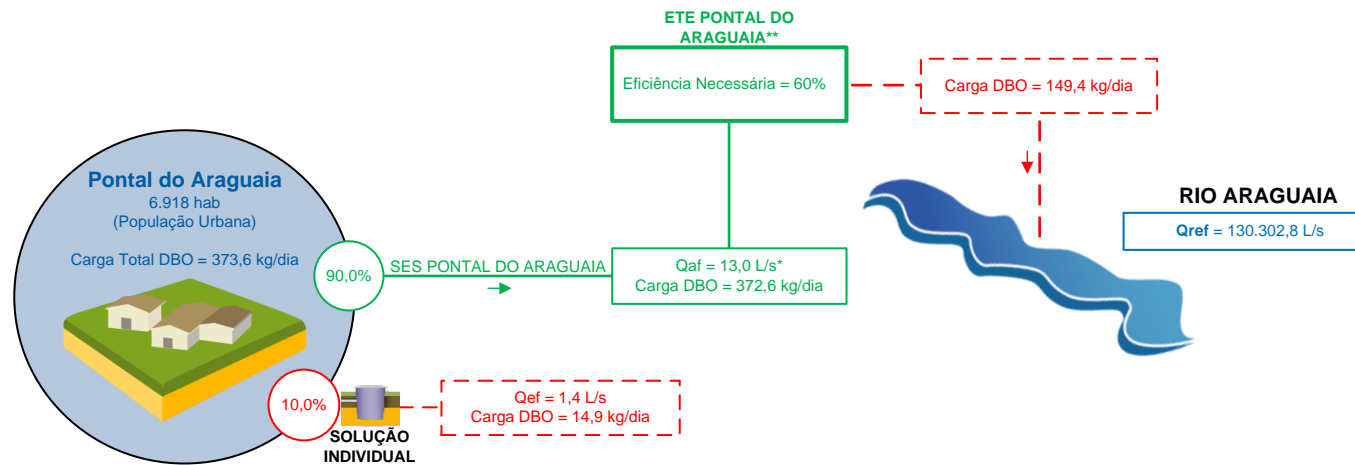 ETE PONTAL DO
ARAGUAIA**
Eficiência Necessária = 60%
Carga DBO = 149,4 kg/dia
Pontal do Araguaia
6.918 hab
(População Urbana)
Carga Total DBO = 373,6 kg/dia
90,0%
SES PONTAL DO ARAGUAIA
Qaf = 13,0 L/s*
Carga DBO = 372,6 kg/dia
RIO ARAGUAIA
Qref = 130.302,8 L/s
10,0%
SOLUÇÃO
INDIVIDUAL
Qef = 1,4 L/s
Carga DBO = 14,9 kg/dia